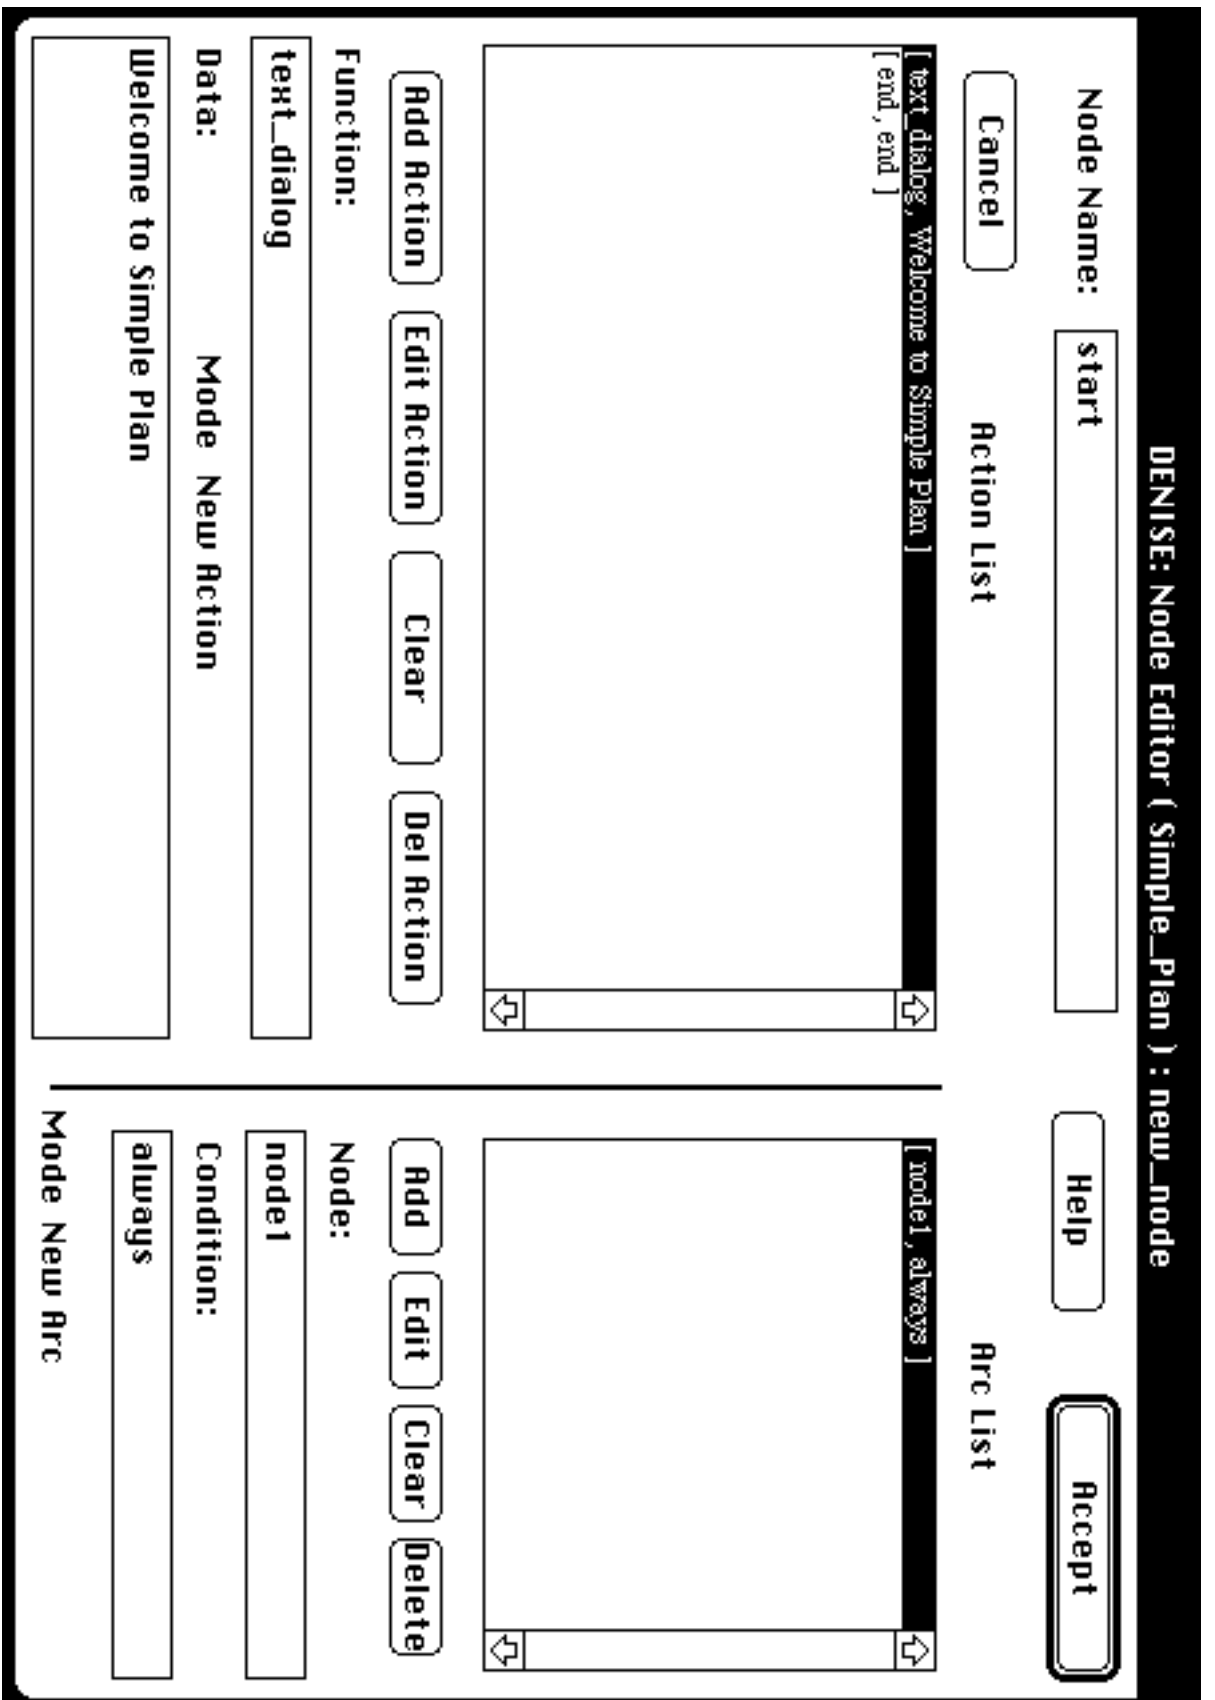 DENISE: Node Editor ( Simple_Plan ) : new_node
Node Name: start Help Accept
Cancel Action List Arc List
[ text_dialog, Welcome to Simple Plan ]
[ end, end ]
[ node1, always ]
Add Action Edit Action Clear Del Action
Add Edit Clear Delete
Function:
text_dialog
Data: Mode New Action
Welcome to Simple Plan
Node:
node1
Condition:
always
Mode New Arc